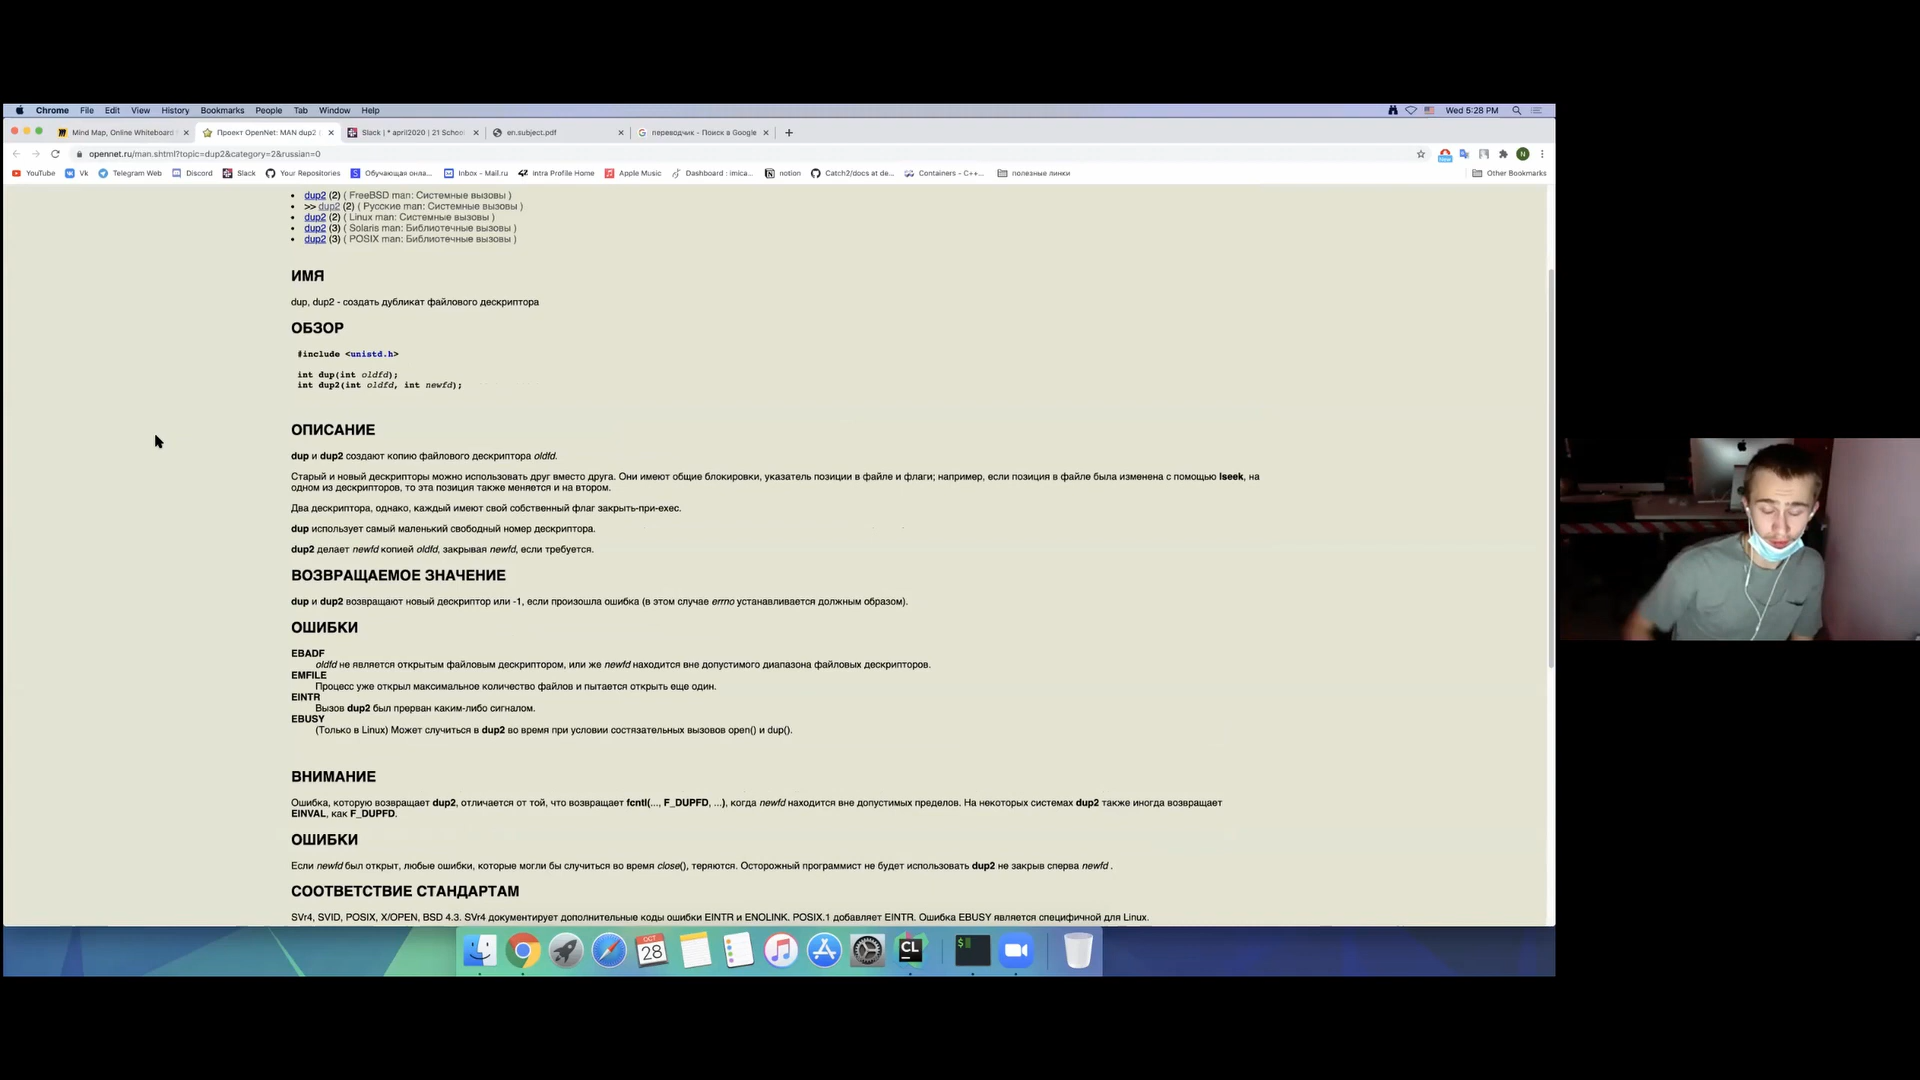 Chrome File Edit View History Bookmarks People Tab Window Help Wed 5:28 PM
Mind Map, Online Whiteboard Проект OpenNet: MAN dup2 Slack | * april2020 | 21 School en.subject.pdf переводчик - Поиск в Google
opennet.ru/man.shtml?topic=dup2&category=2&russian=0
YouTube Vk Telegram Web Discord Slack Your Repositories Обучающая онла... Inbox - Mail.ru Intra Profile Home Apple Music Dashboard : imica... notion Catch2/docs at de... Containers - C++... полезные линки Other Bookmarks
dup2 (2) ( FreeBSD man: Системные вызовы )
>> dup2 (2) ( Русские man: Системные вызовы )
dup2 (2) ( Linux man: Системные вызовы )
dup2 (3) ( Solaris man: Библиотечные вызовы )
dup2 (3) ( POSIX man: Библиотечные вызовы )
ИМЯ
dup, dup2 - создать дубликат файлового дескриптора
ОБЗОР
#include <unistd.h>
int dup(int oldfd);
int dup2(int oldfd, int newfd);
ОПИСАНИЕ
dup и dup2 создают копию файлового дескриптора oldfd.
Старый и новый дескрипторы можно использовать друг вместо друга. Они имеют общие блокировки, указатель позиции в файле и флаги; например, если позиция в файле была изменена с помощью lseek, на
одном из дескрипторов, то эта позиция также меняется и на втором.
Два дескриптора, однако, каждый имеют свой собственный флаг закрыть-при-exec.
dup использует самый маленький свободный номер дескриптора.
dup2 делает newfd копией oldfd, закрывая newfd, если требуется.
ВОЗВРАЩАЕМОЕ ЗНАЧЕНИЕ
dup и dup2 возвращают новый дескриптор или -1, если произошла ошибка (в этом случае errno устанавливается должным образом).
ОШИБКИ
EBADF
oldfd не является открытым файловым дескриптором, или же newfd находится вне допустимого диапазона файловых дескрипторов.
EMFILE
Процесс уже открыл максимальное количество файлов и пытается открыть еще один.
EINTR
Вызов dup2 был прерван каким-либо сигналом.
EBUSY
(Только в Linux) Может случиться в dup2 во время при условии состязательных вызовов open() и dup().
ВНИМАНИЕ
Ошибка, которую возвращает dup2, отличается от той, что возвращает fcntl(..., F_DUPFD, ...), когда newfd находится вне допустимых пределов. На некоторых системах dup2 также иногда возвращает
EINVAL, как F_DUPFD.
ОШИБКИ
Если newfd был открыт, любые ошибки, которые могли бы случиться во время close(), теряются. Осторожный программист не будет использовать dup2 не закрыв сперва newfd .
СООТВЕТСТВИЕ СТАНДАРТАМ
SVr4, SVID, POSIX, X/OPEN, BSD 4.3. SVr4 документирует дополнительные коды ошибки EINTR и ENOLINK. POSIX.1 добавляет EINTR. Ошибка EBUSY является специфичной для Linux.
OCT
28
CL